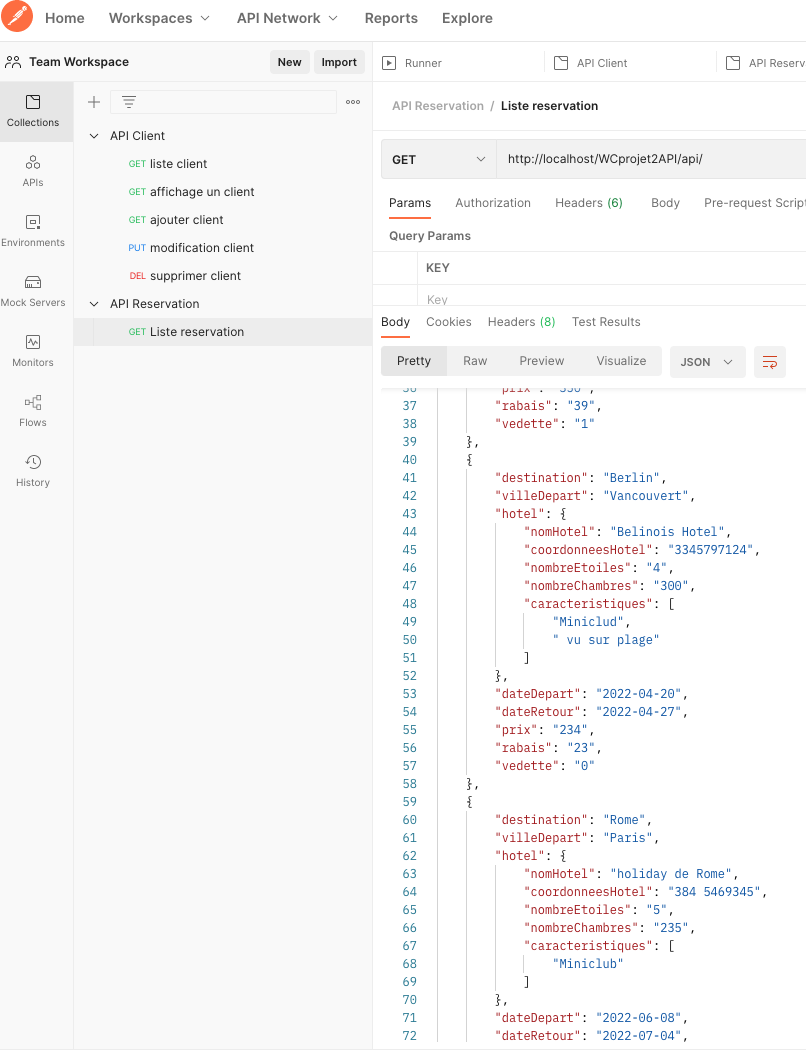 Home Workspaces API Network Reports Explore
Team Workspace New Import
Runner API Client API Reserv
Collections
APIs
Environments
Mock Servers
Monitors
Flows
History
API Client
GET liste client
GET affichage un client
GET ajouter client
PUT modification client
DEL supprimer client
API Reservation
GET Liste reservation
API Reservation / Liste reservation
GET http://localhost/WCprojet2API/api/
Params Authorization Headers (6) Body Pre-request Script
Query Params
KEY
Key
Body Cookies Headers (8) Test Results
Pretty Raw Preview Visualize JSON
36 "prix": "350",
37 "rabais": "39",
38 "vedette": "1"
39 },
40 {
41 "destination": "Berlin",
42 "villeDepart": "Vancouvert",
43 "hotel": {
44 "nomHotel": "Belinois Hotel",
45 "coordonneesHotel": "3345797124",
46 "nombreEtoiles": "4",
47 "nombreChambres": "300",
48 "caracteristiques": [
49 "Miniclud",
50 " vu sur plage"
51 ]
52 },
53 "dateDepart": "2022-04-20",
54 "dateRetour": "2022-04-27",
55 "prix": "234",
56 "rabais": "23",
57 "vedette": "0"
58 },
59 {
60 "destination": "Rome",
61 "villeDepart": "Paris",
62 "hotel": {
63 "nomHotel": "holiday de Rome",
64 "coordonneesHotel": "384 5469345",
65 "nombreEtoiles": "5",
66 "nombreChambres": "235",
67 "caracteristiques": [
68 "Miniclub"
69 ]
70 },
71 "dateDepart": "2022-06-08",
72 "dateRetour": "2022-07-04",